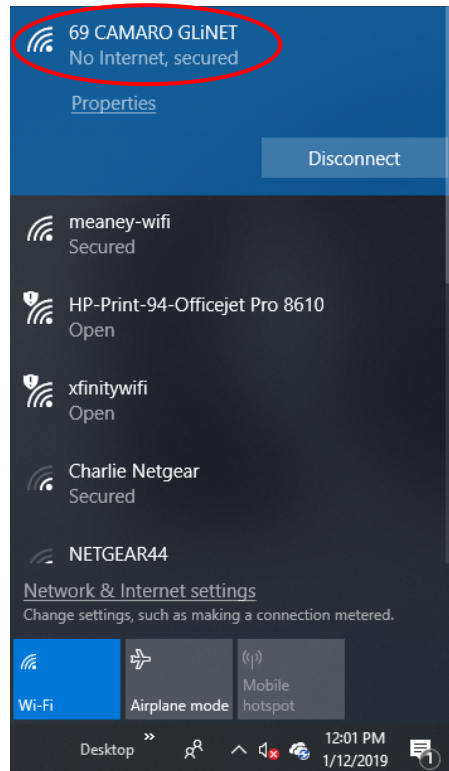 69 CAMARO GLiNET
No Internet, secured
Properties
Disconnect
meaney-wifi
Secured
HP-Print-94-Officejet Pro 8610
Open
xfinitywifi
Open
Charlie Netgear
Secured
NETGEAR44
Network & Internet settings
Change settings, such as making a connection metered.
Wi-Fi
Airplane mode
Mobile
hotspot
Desktop
12:01 PM
1/12/2019
1